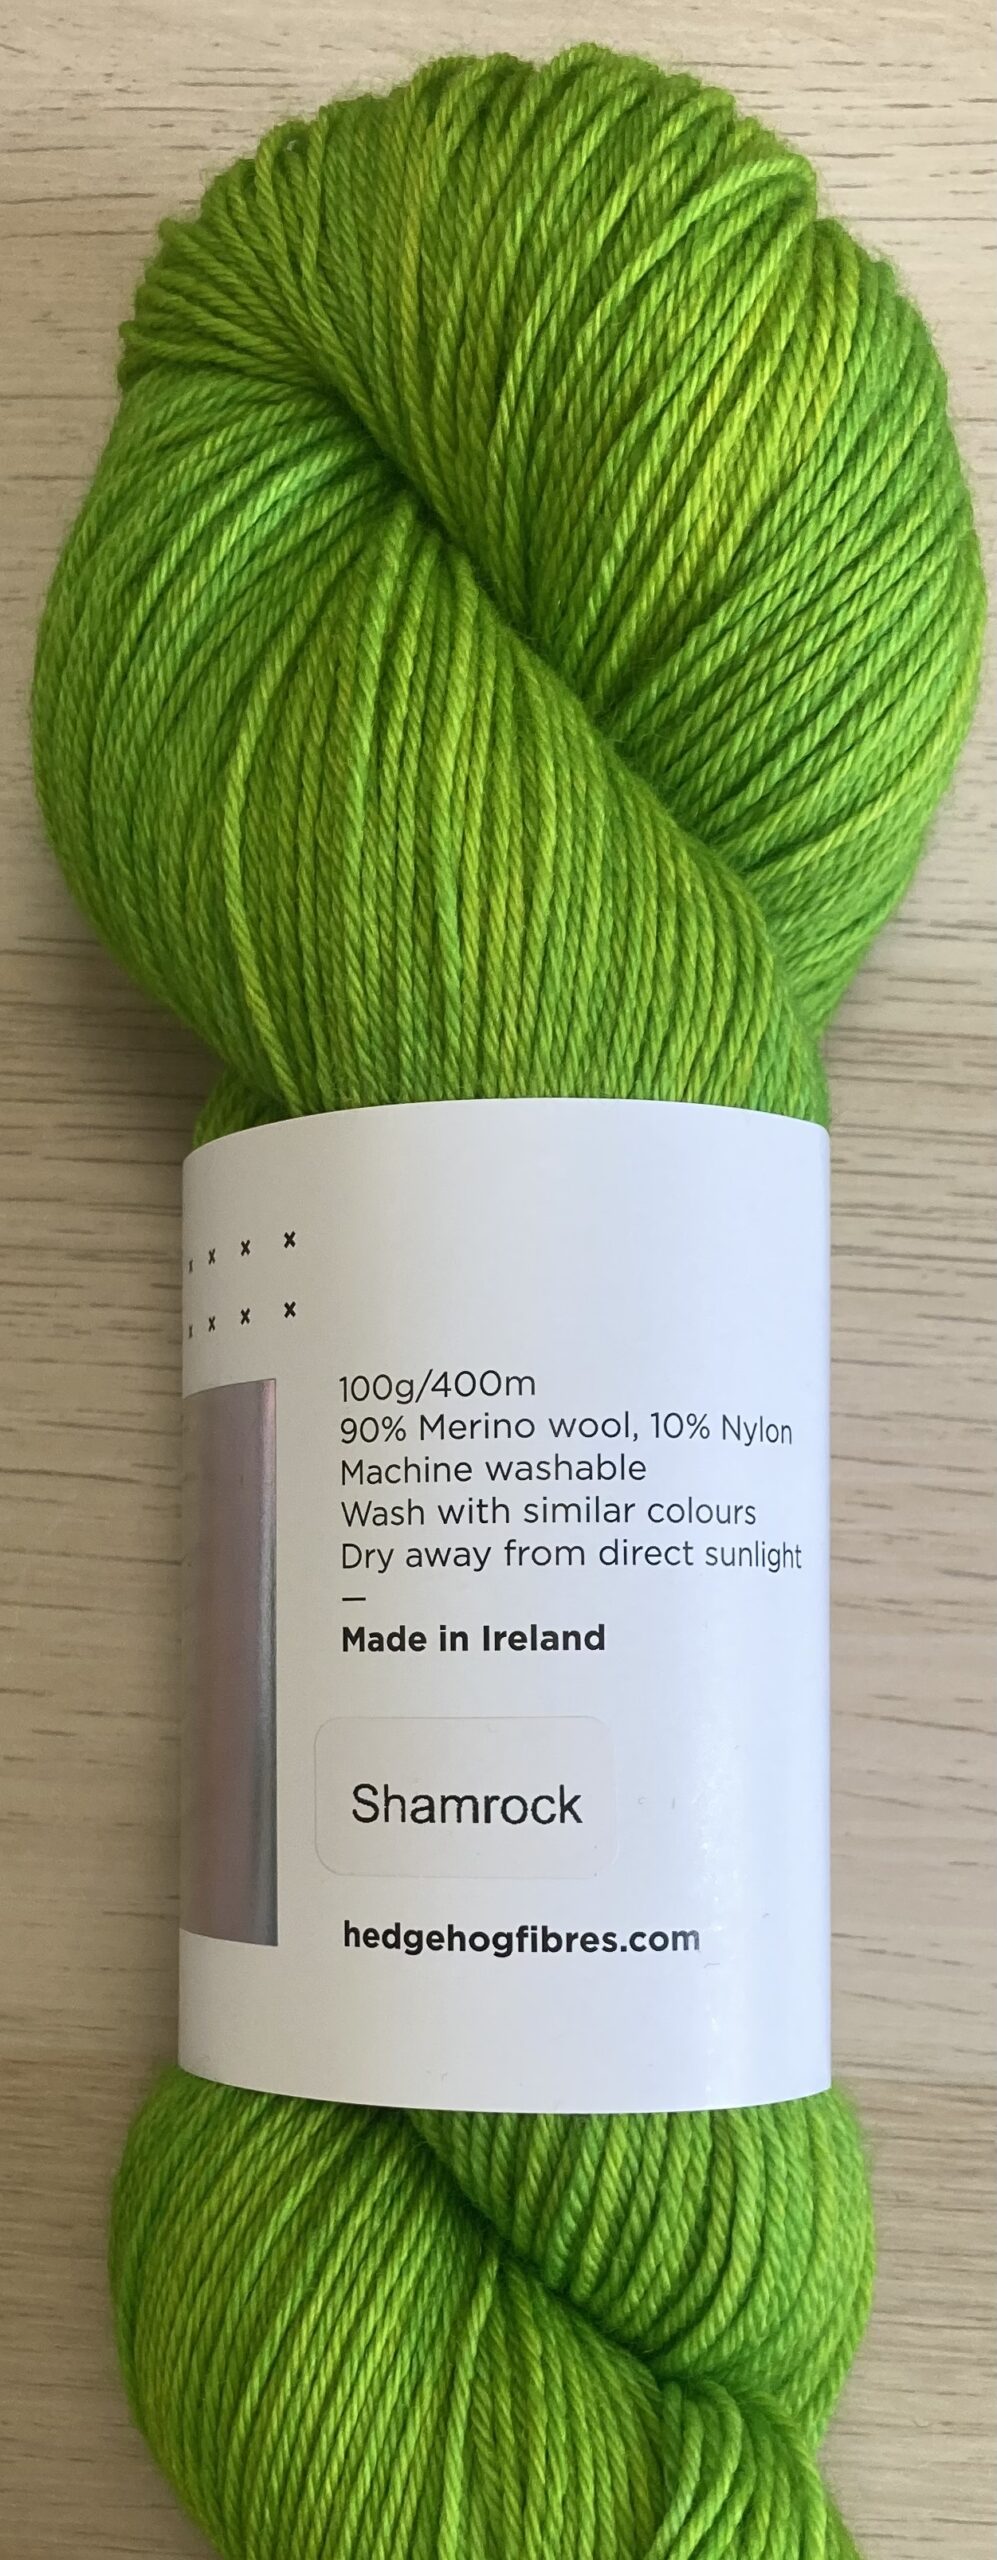 x x x x
x x x x
100g/400m
90% Merino wool, 10% Nylon
Machine washable
Wash with similar colours
Dry away from direct sunlight
—
Made in Ireland
Shamrock
hedgehogfibres.com